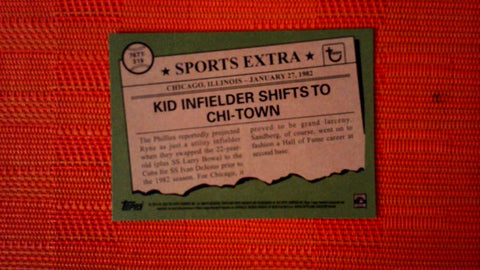 76TT-
★ SPORTS EXTRA ★
CHICAGO, ILLINOIS – JANUARY 27, 1982
KID INFIELDER SHIFTS TO
CHI-TOWN
The Phillies reportedly projected
Ryne as just a utility infielder
when they swapped the 22-year-
old (plus SS Larry Bowa) to the
Cubs for SS Ivan DeJesus prior to
the 1982 season. For Chicago, it
proved to be grand larceny.
Sandberg, of course, went on to
fashion a Hall of Fame career at
second base.
Topps